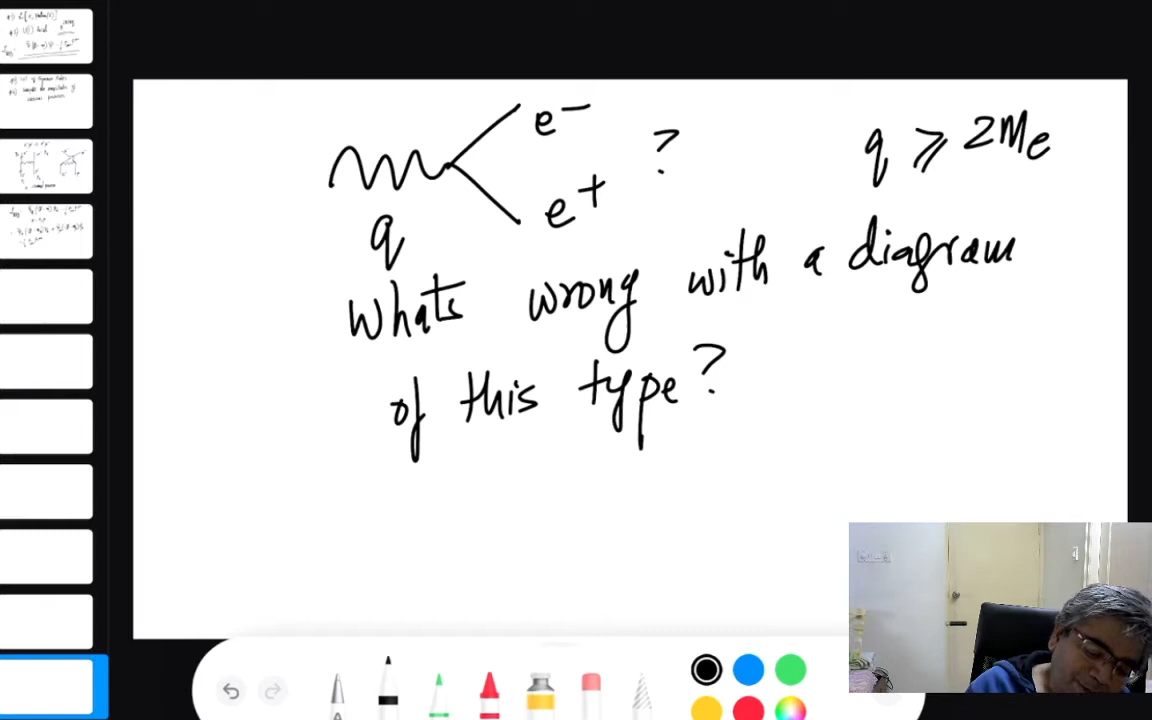 e⁻
?
q ⩾ 2Me
e⁺
q
Whats wrong with a diagram
of this type?